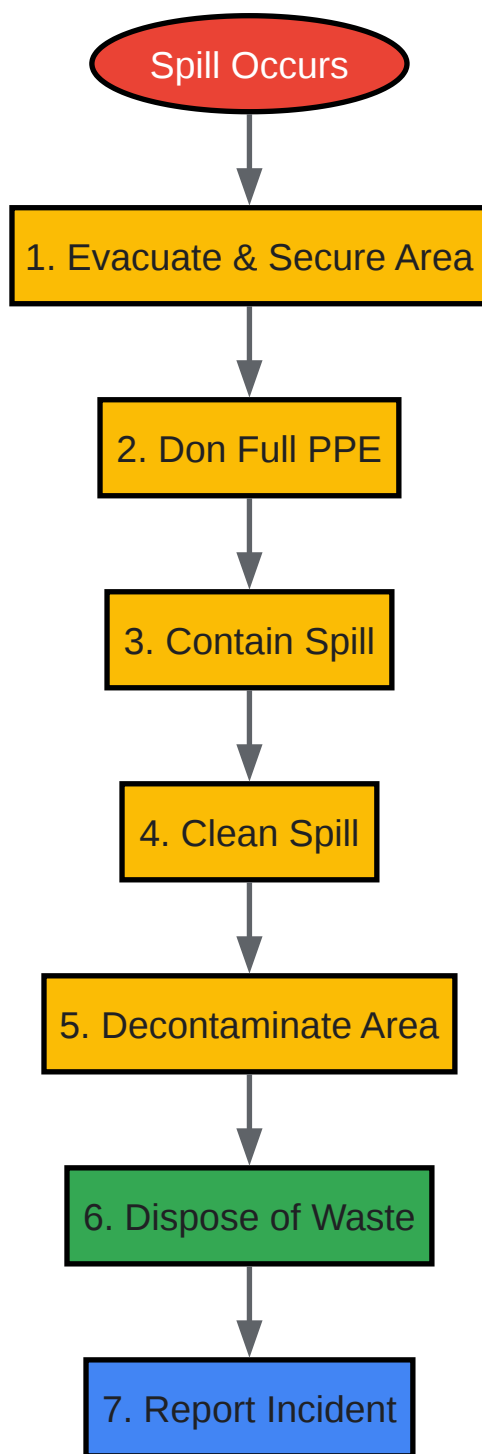 Spill Occurs
1. Evacuate & Secure Area
2. Don Full PPE
3. Contain Spill
4. Clean Spill
5. Decontaminate Area
6. Dispose of Waste
7. Report Incident